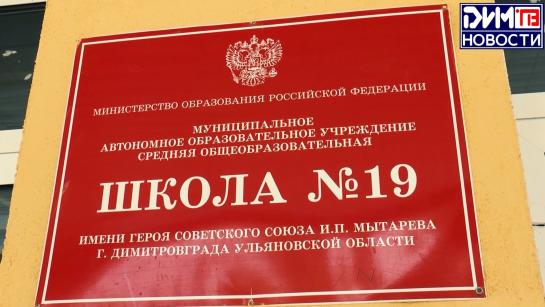 ДИМ ТВ
НОВОСТИ
МИНИСТЕРСТВО ОБРАЗОВАНИЯ РОССИЙСКОЙ ФЕДЕРАЦИИ
МУНИЦИПАЛЬНОЕ
АВТОНОМНОЕ ОБРАЗОВАТЕЛЬНОЕ УЧРЕЖДЕНИЕ
СРЕДНЯЯ ОБЩЕОБРАЗОВАТЕЛЬНАЯ
ШКОЛА №19
ИМЕНИ ГЕРОЯ СОВЕТСКОГО СОЮЗА И.П. МЫТАРЕВА
Г. ДИМИТРОВГРАДА УЛЬЯНОВСКОЙ ОБЛАСТИ